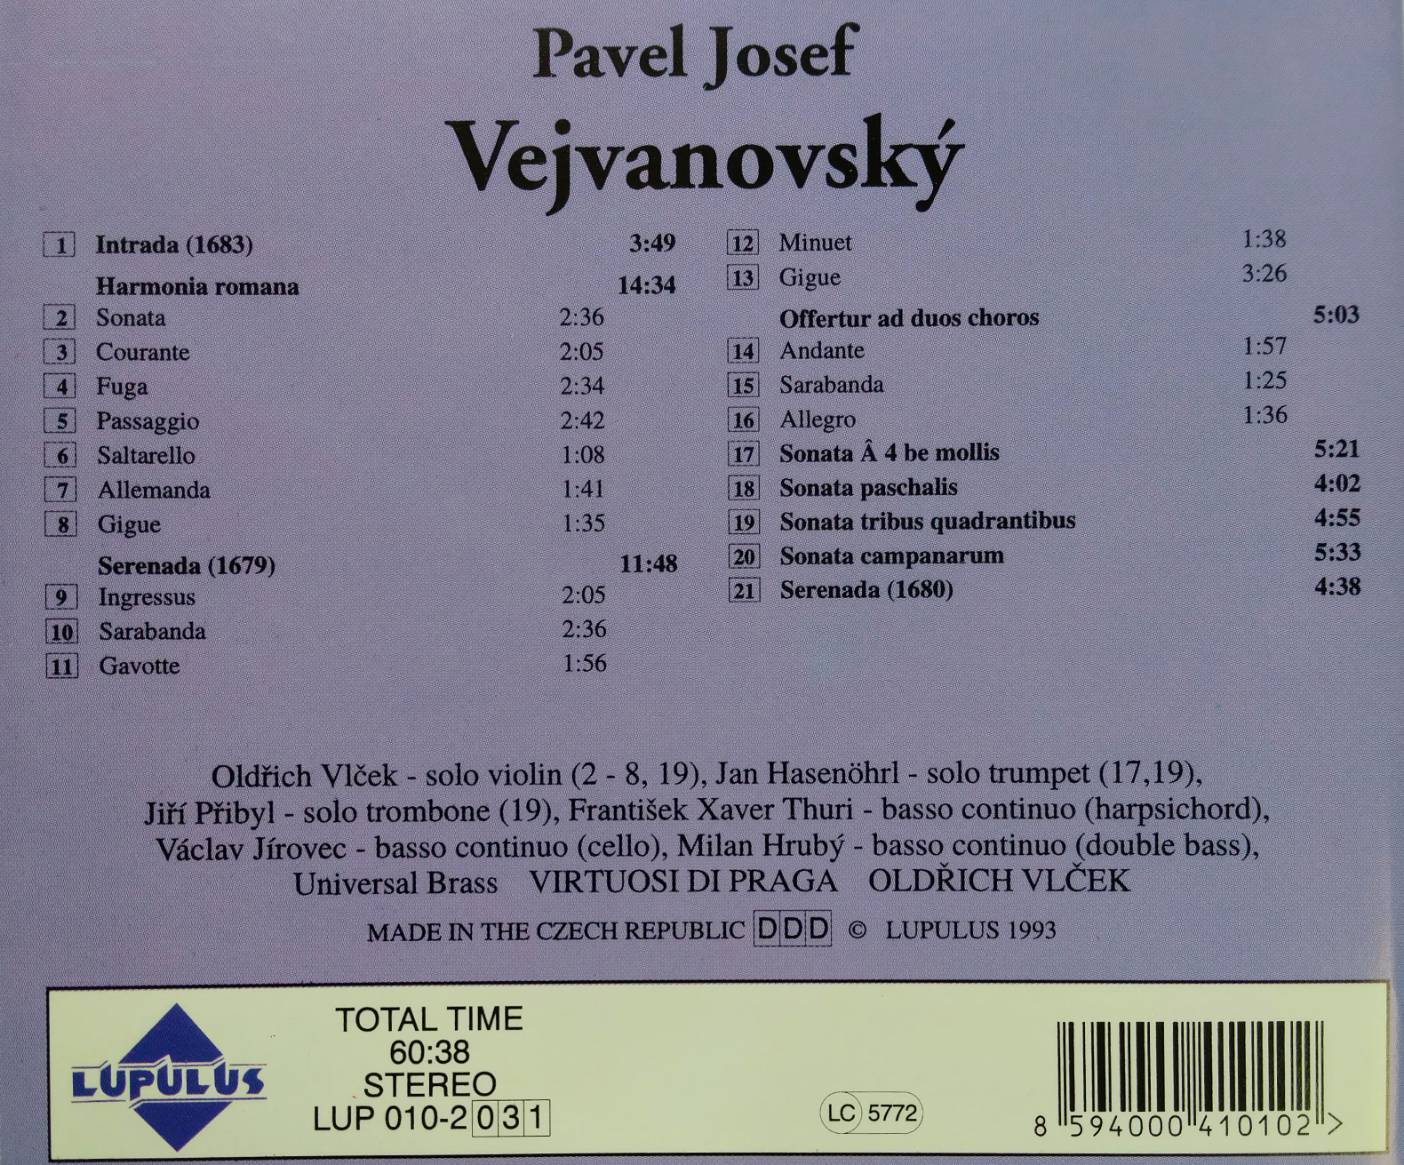 Pavel Josef
Vejvanovský
1 Intrada (1683) 3:49
Harmonia romana 14:34
2 Sonata 2:36
3 Courante 2:05
4 Fuga 2:34
5 Passaggio 2:42
6 Saltarello 1:08
7 Allemanda 1:41
8 Gigue 1:35
Serenada (1679) 11:48
9 Ingressus 2:05
10 Sarabanda 2:36
11 Gavotte 1:56
12 Minuet 1:38
13 Gigue 3:26
Offertur ad duos choros 5:03
14 Andante 1:57
15 Sarabanda 1:25
16 Allegro 1:36
17 Sonata Â 4 be mollis 5:21
18 Sonata paschalis 4:02
19 Sonata tribus quadrantibus 4:55
20 Sonata campanarum 5:33
21 Serenada (1680) 4:38
Oldřich Vlček - solo violin (2 - 8, 19), Jan Hasenöhrl - solo trumpet (17,19),
Jiří Přibyl - solo trombone (19), František Xaver Thuri - basso continuo (harpsichord),
Václav Jírovec - basso continuo (cello), Milan Hrubý - basso continuo (double bass),
Universal Brass VIRTUOSI DI PRAGA OLDŘICH VLČEK
MADE IN THE CZECH REPUBLIC DDD © LUPULUS 1993
LUPULUS
TOTAL TIME
60:38
STEREO
LUP 010-2 031
LC 5772
8 594000 410102 >